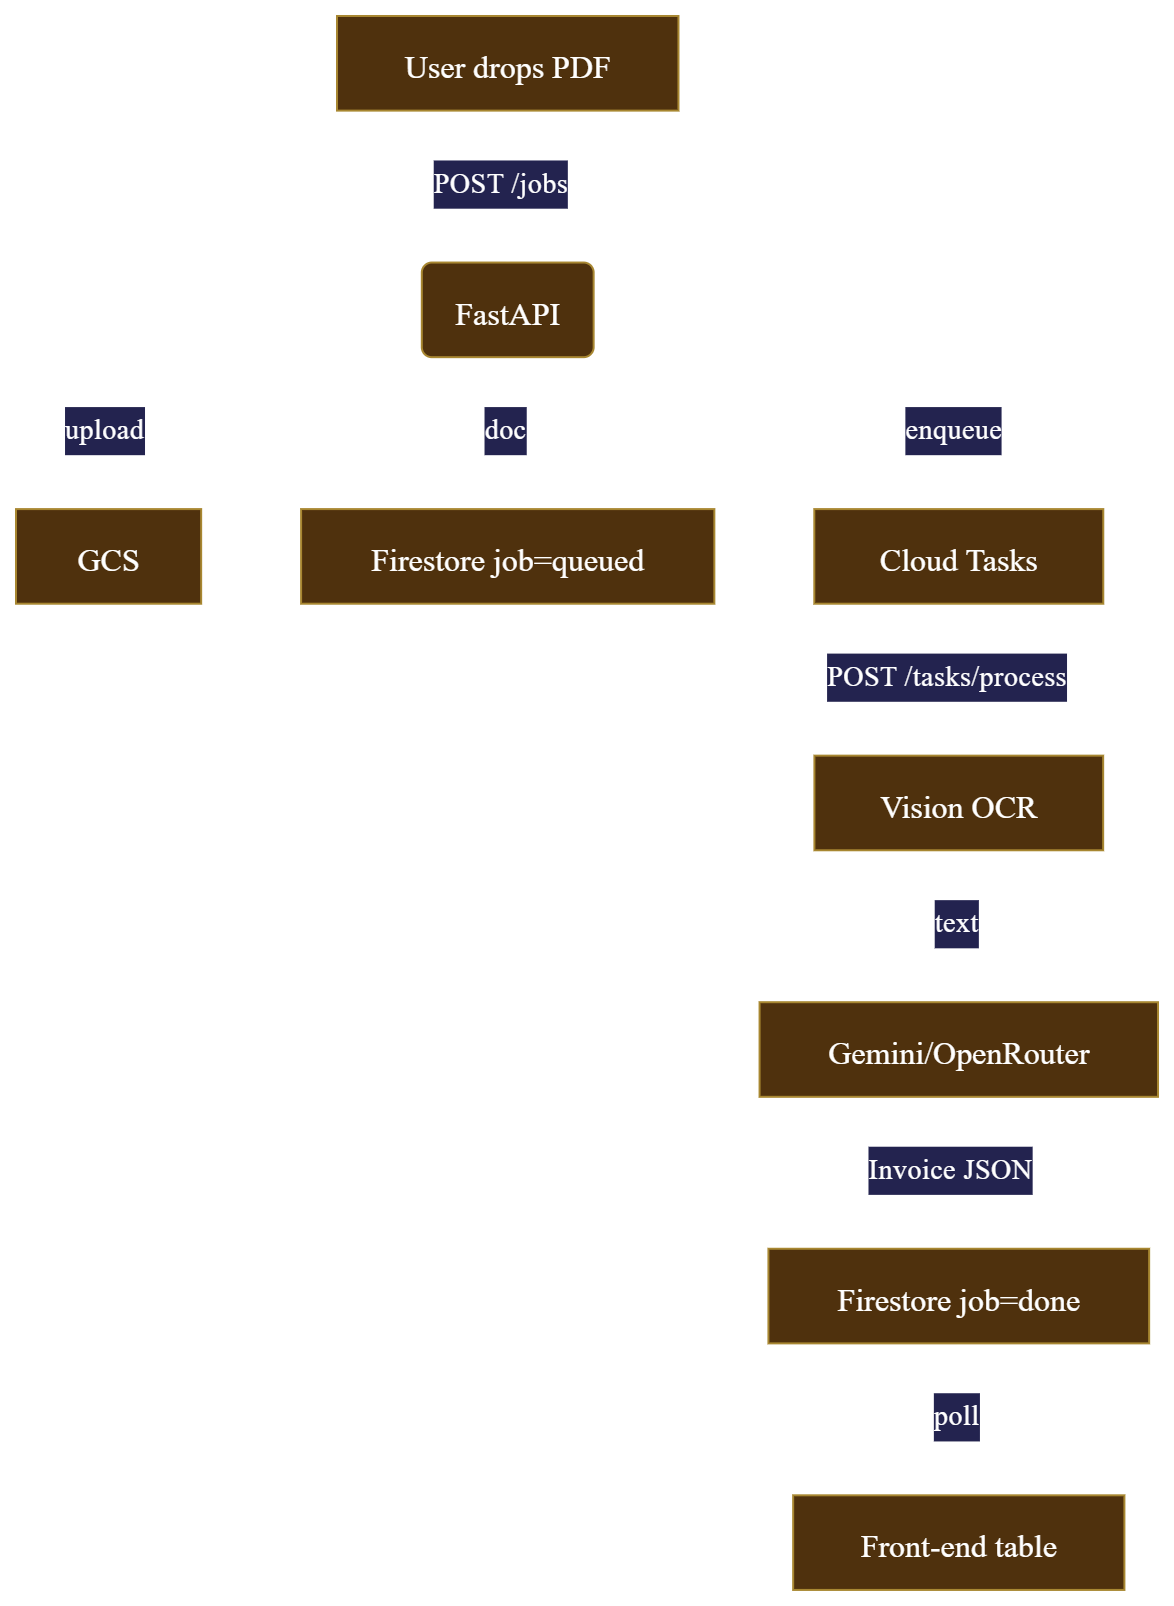 User drops PDF
POST /jobs
FastAPI
upload
doc
enqueue
GCS
Firestore job=queued
Cloud Tasks
POST /tasks/process
Vision OCR
text
Gemini/OpenRouter
Invoice JSON
Firestore job=done
poll
Front-end table